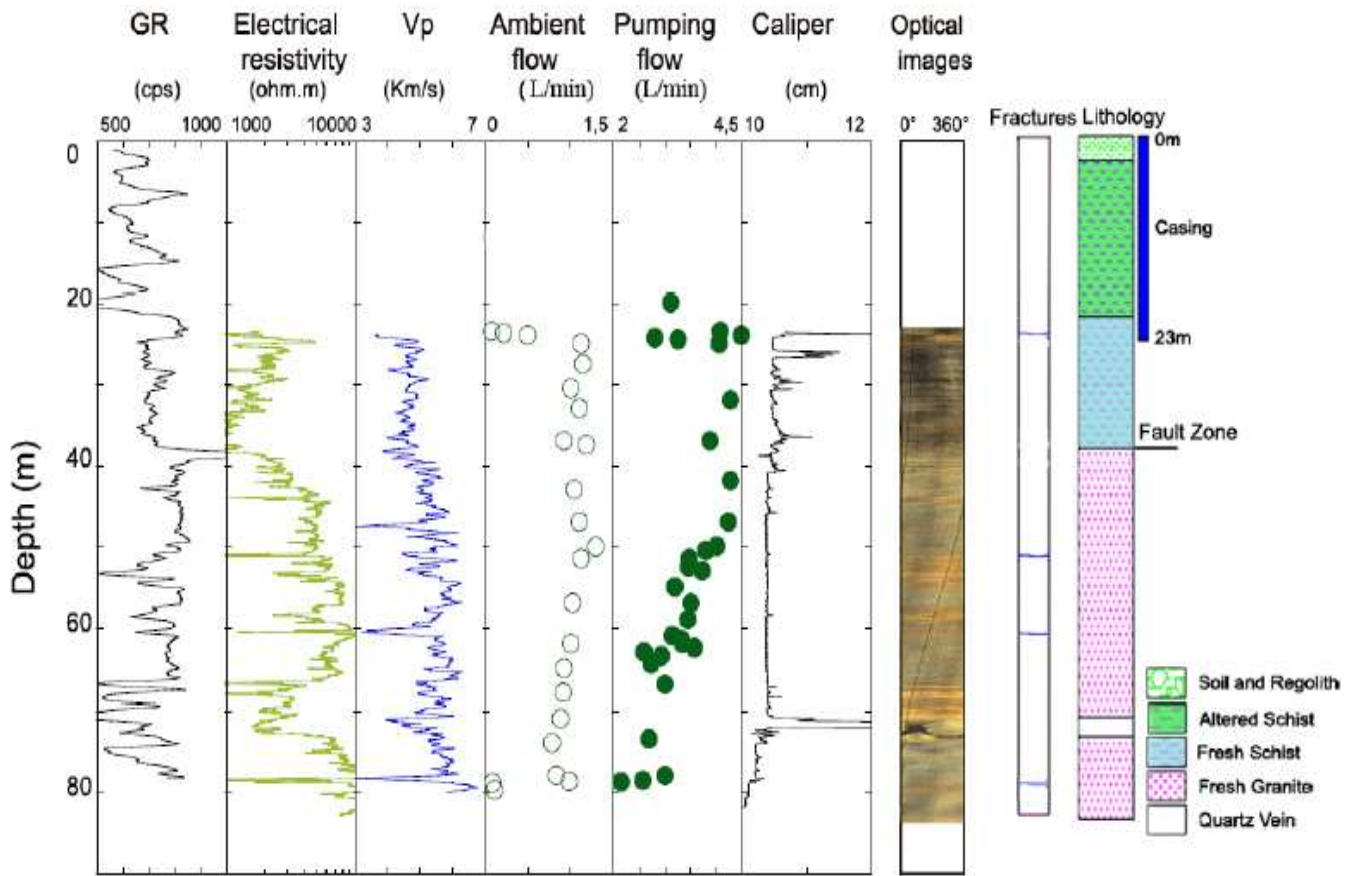 GR Electrical resistivity Vp Ambient flow Pumping flow Caliper Optical images
(cps) (ohm.m) (Km/s) (L/min) (L/min) (cm)
500 1000 1000 10000 3 7 0 1,5 2 4,5 10 12 0° 360° Fractures Lithology
0 0m
Casing
20
23m
Fault Zone
40
60
80
Depth (m)
Soil and Regolith
Altered Schist
Fresh Schist
Fresh Granite
Quartz Vein